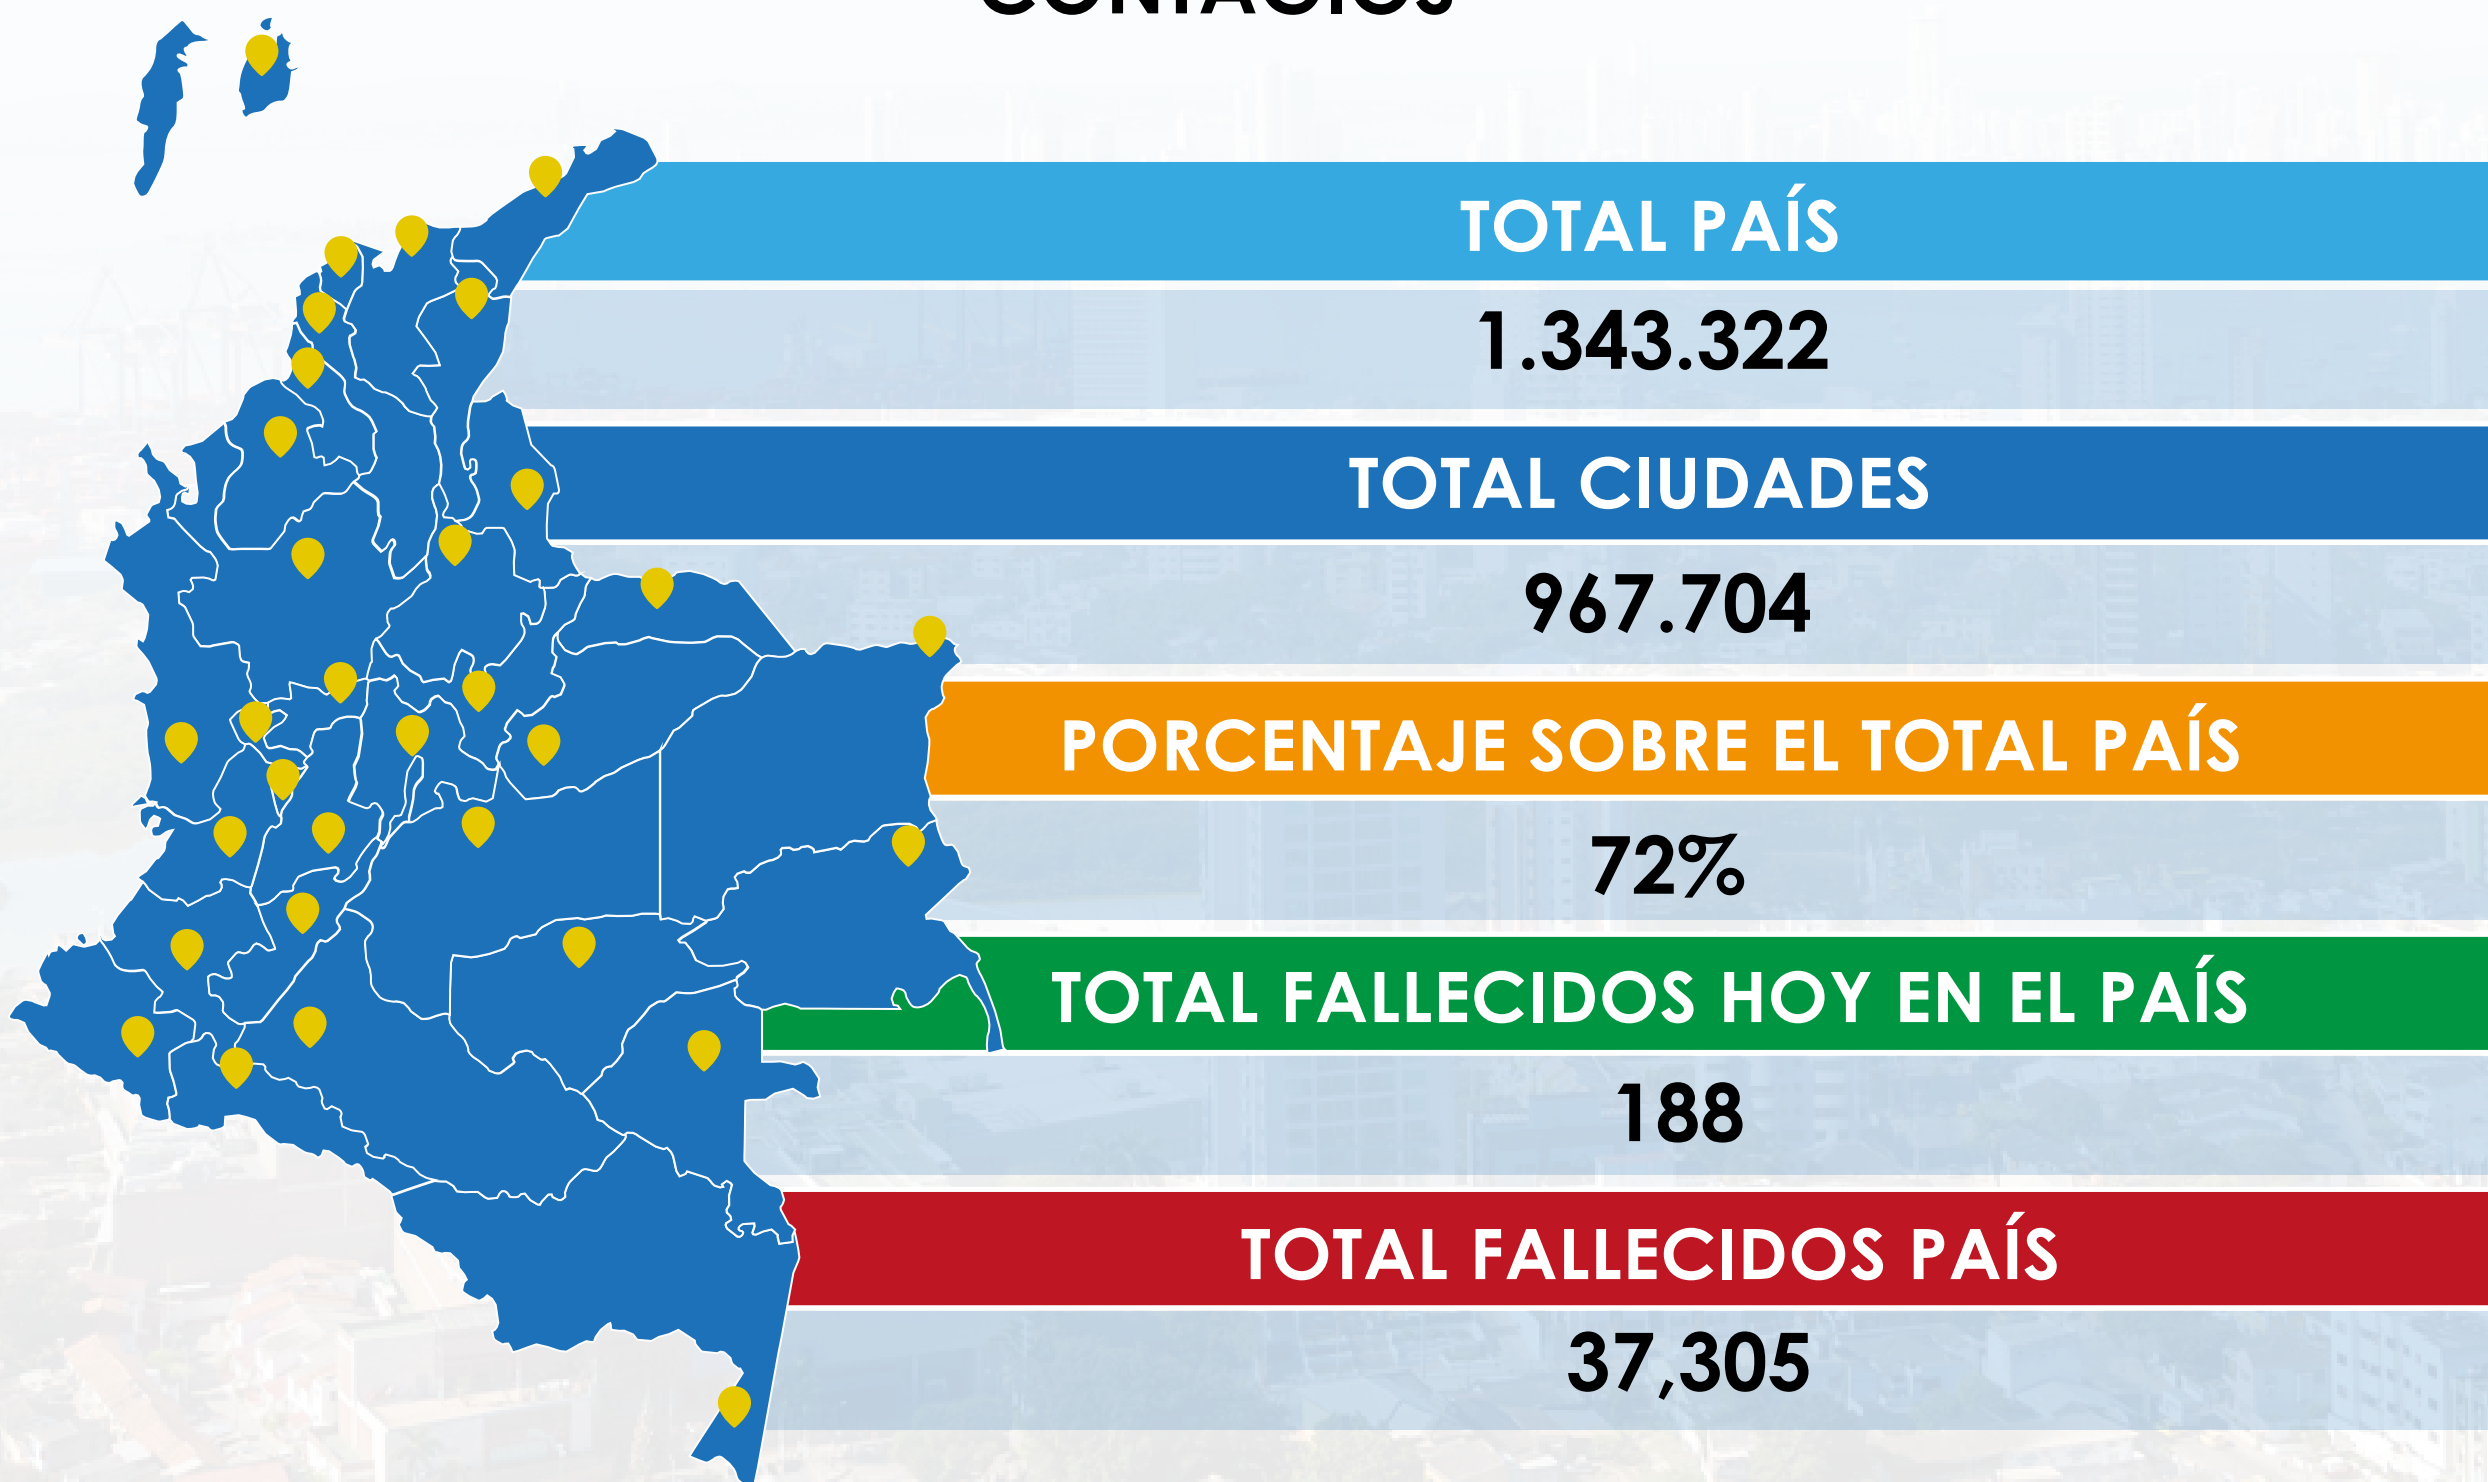 CONTAGIOS
TOTAL PAÍS
1.343.322
TOTAL CIUDADES
967.704
PORCENTAJE SOBRE EL TOTAL PAÍS
72%
TOTAL FALLECIDOS HOY EN EL PAÍS
188
TOTAL FALLECIDOS PAÍS
37,305